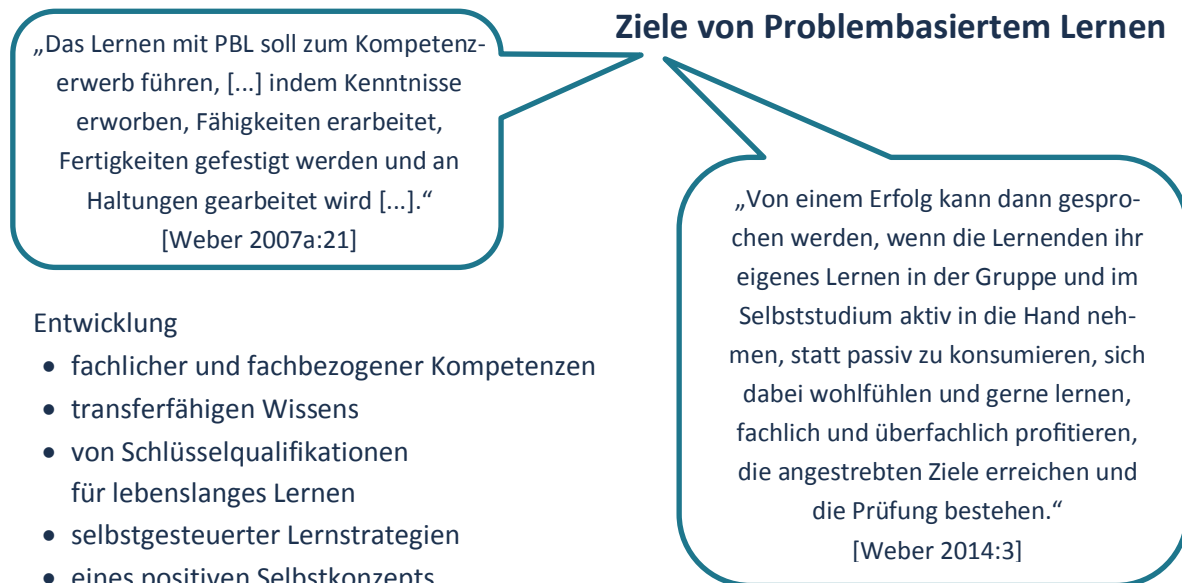 Ziele von Problembasiertem Lernen
„Das Lernen mit PBL soll zum Kompetenz-
erwerb führen, [...] indem Kenntnisse
erworben, Fähigkeiten erarbeitet,
Fertigkeiten gefestigt werden und an
Haltungen gearbeitet wird [...].“
[Weber 2007a:21]
„Von einem Erfolg kann dann gespro-
chen werden, wenn die Lernenden ihr
eigenes Lernen in der Gruppe und im
Selbststudium aktiv in die Hand neh-
men, statt passiv zu konsumieren, sich
dabei wohlfühlen und gerne lernen,
fachlich und überfachlich profitieren,
die angestrebten Ziele erreichen und
die Prüfung bestehen.“
[Weber 2014:3]
Entwicklung
• fachlicher und fachbezogener Kompetenzen
• transferfähigen Wissens
• von Schlüsselqualifikationen
für lebenslanges Lernen
• selbstgesteuerter Lernstrategien
• eines positiven Selbstkonzepts